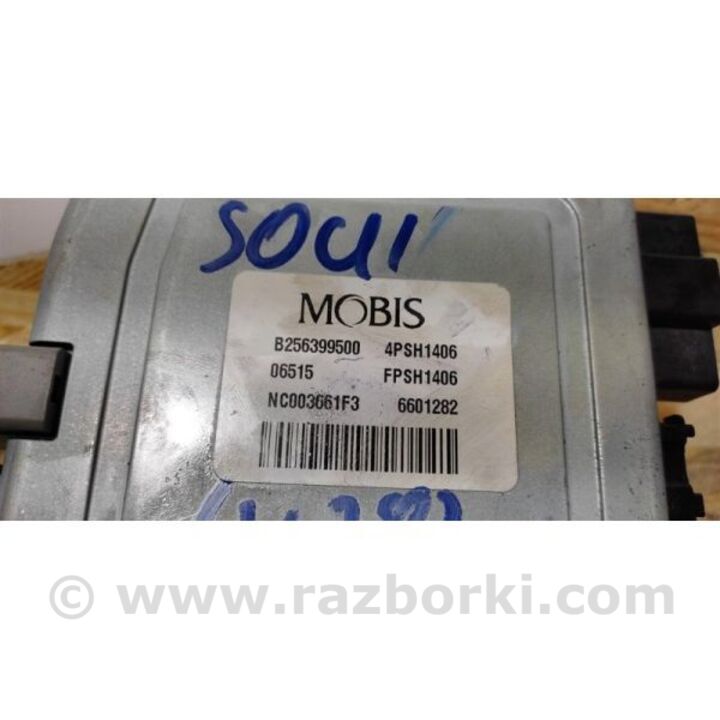 SOUl
MOBIS
B256399500 4PSH1406
06515 FPSH1406
NC003661F3 6601282
© www.razborki.com